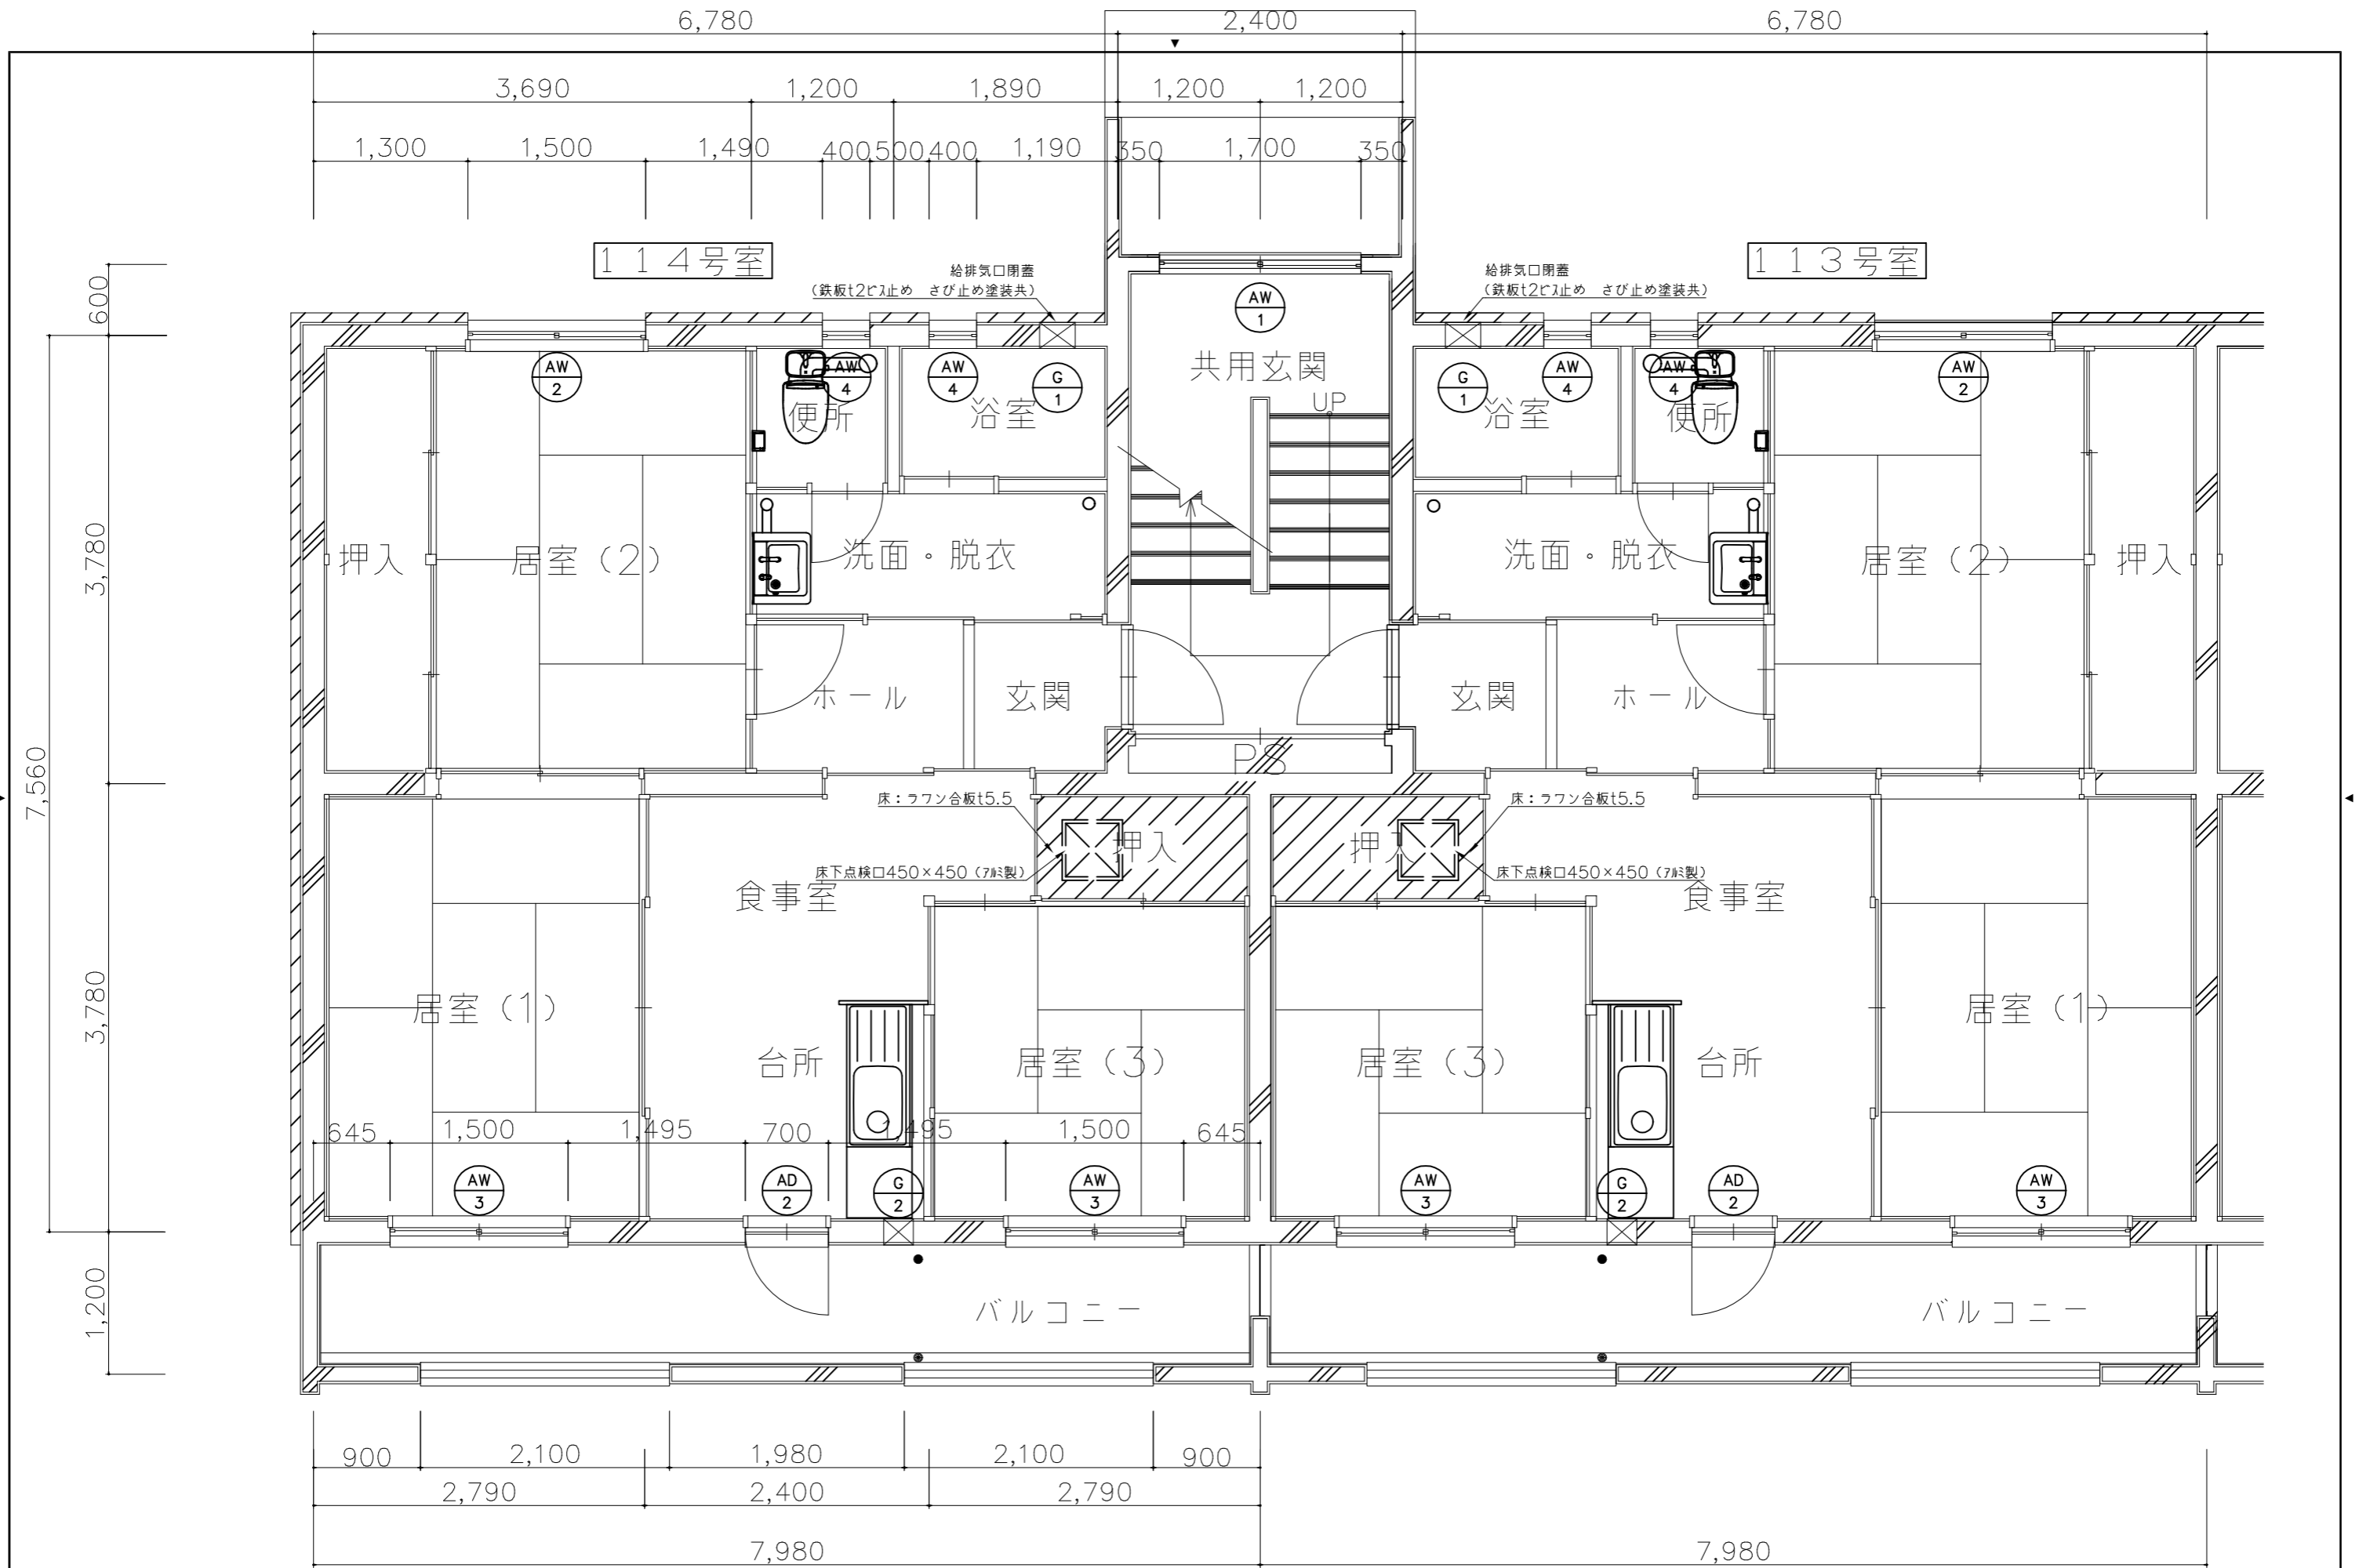 6,780
2,400
6,780
3,690
1,200
1,890
1,200
1,200
1,300
1,500
1,490
400
500
400
1,190
350
1,700
350
114号室
113号室
給排気口閉蓋
(鉄板t2ビス止め さび止め塗装共)
給排気口閉蓋
(鉄板t2ビス止め さび止め塗装共)
600
3,780
7,560
3,780
1,200
AW
1
AW
2
AW
4
AW
4
G
1
G
1
AW
4
AW
4
AW
2
共用玄関
UP
便所
浴室
浴室
便所
押入
居室(2)
洗面・脱衣
洗面・脱衣
居室(2)
押入
ホール
玄関
玄関
ホール
PS
床:ラワン合板t5.5
床:ラワン合板t5.5
押入
押入
床下点検口450×450(アルミ製)
床下点検口450×450(アルミ製)
食事室
食事室
居室(1)
居室(1)
台所
居室(3)
居室(3)
台所
645
1,500
1,495
700
1,495
1,500
645
AW
3
AD
2
G
2
AW
3
AW
3
G
2
AD
2
AW
3
バルコニー
バルコニー
900
2,100
1,980
2,100
900
2,790
2,400
2,790
7,980
7,980